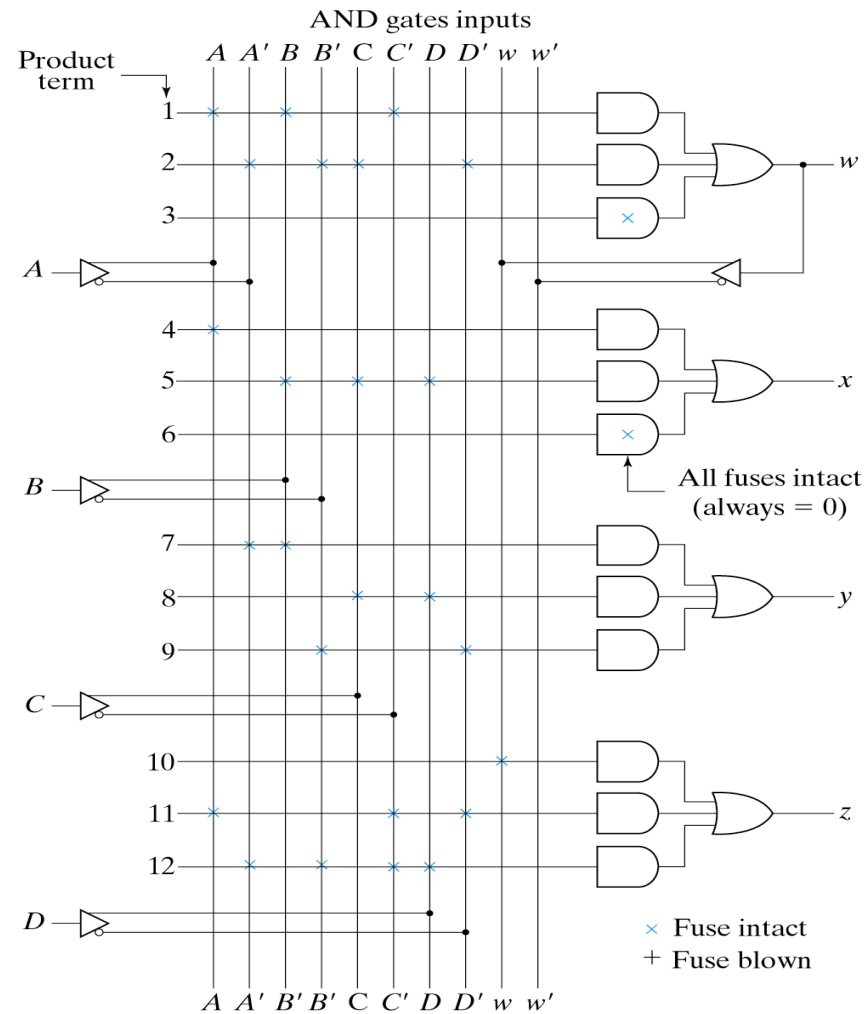 AND gates inputs
A A′ B B′ C C′ D D′ w w′
Product
term
1
2
w
3
A
4
5
x
6
B
All fuses intact
(always = 0)
7
8
y
9
C
10
11
z
12
D
× Fuse intact
+ Fuse blown
A A′ B′ B′ C C′ D D′ w w′